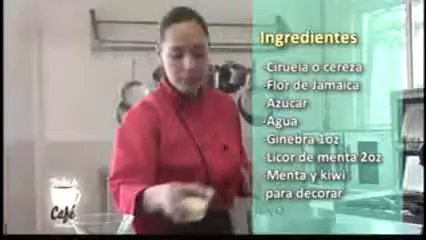 Ingredientes
-Ciruela o cereza
-Flor de Jamaica
Azucar
-Agua
-Ginebra 1oz
-Licor de menta 2oz
-Menta y kiwi
para decorar
Café